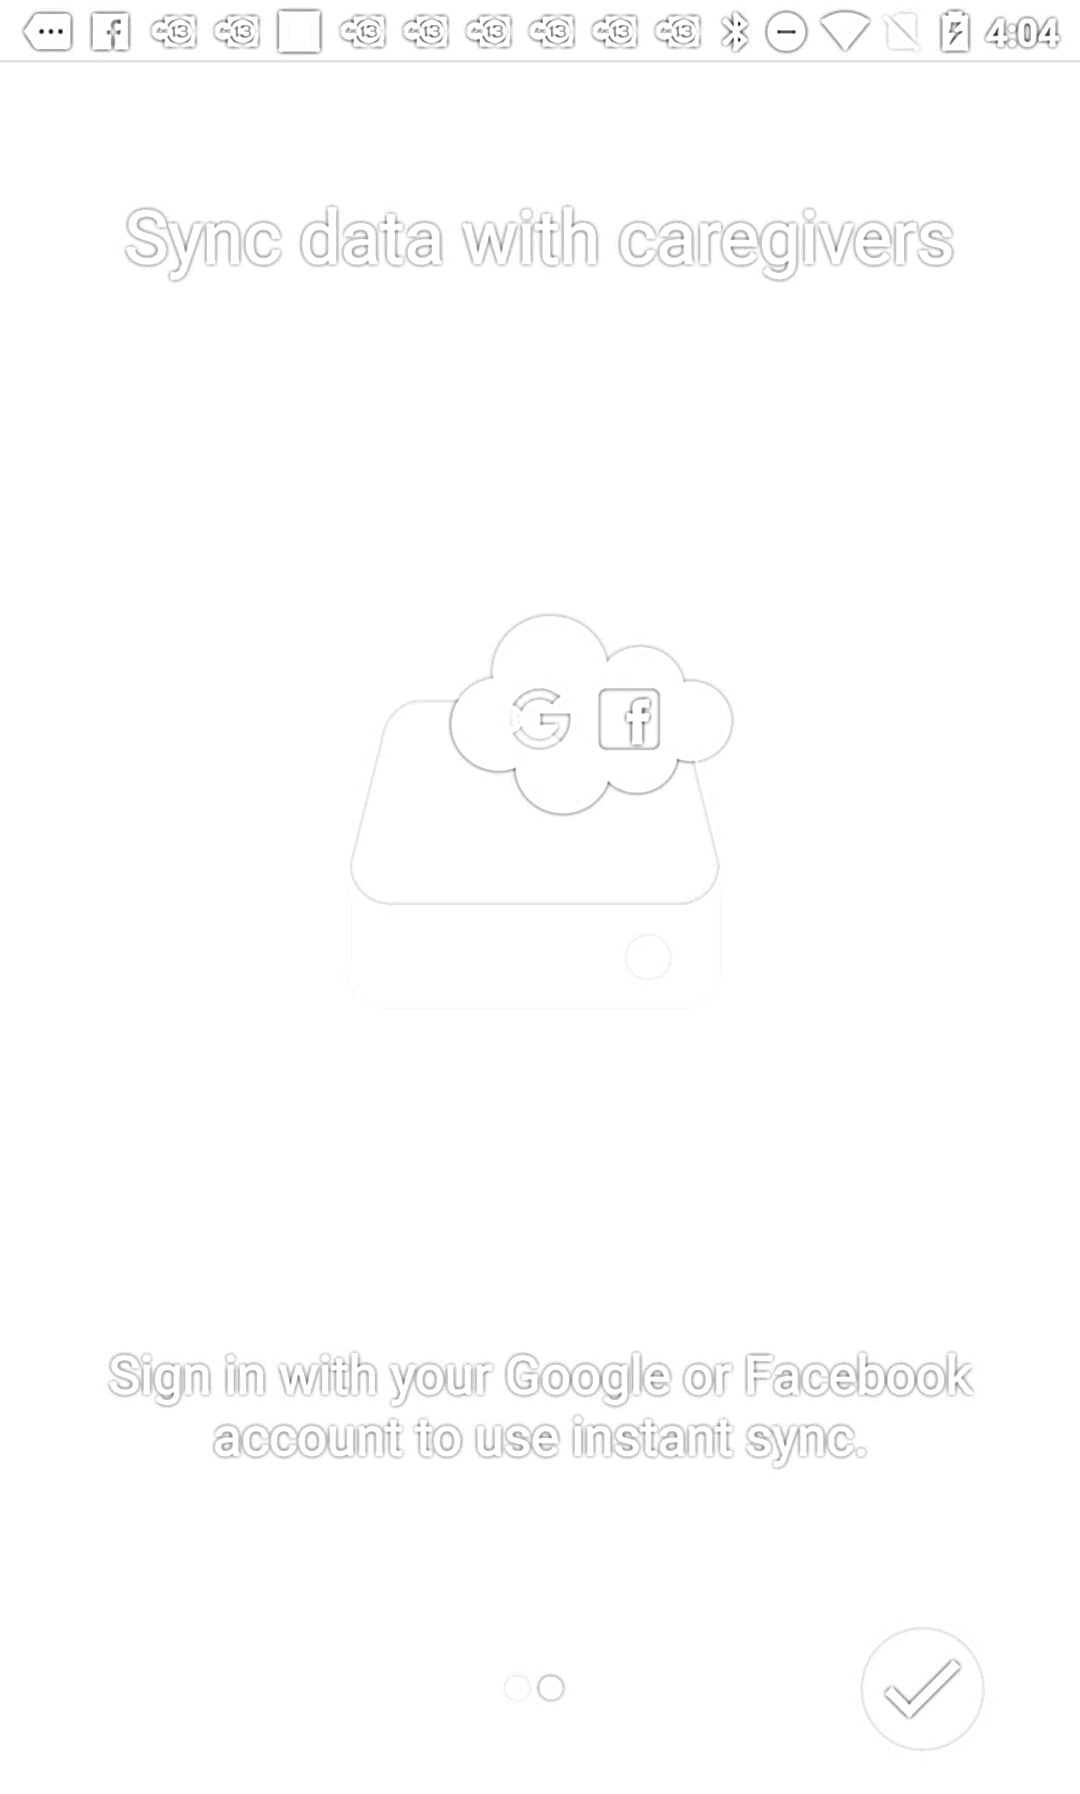 4:04
Sync data with caregivers
Sign in with your Google or Facebook
account to use instant sync.